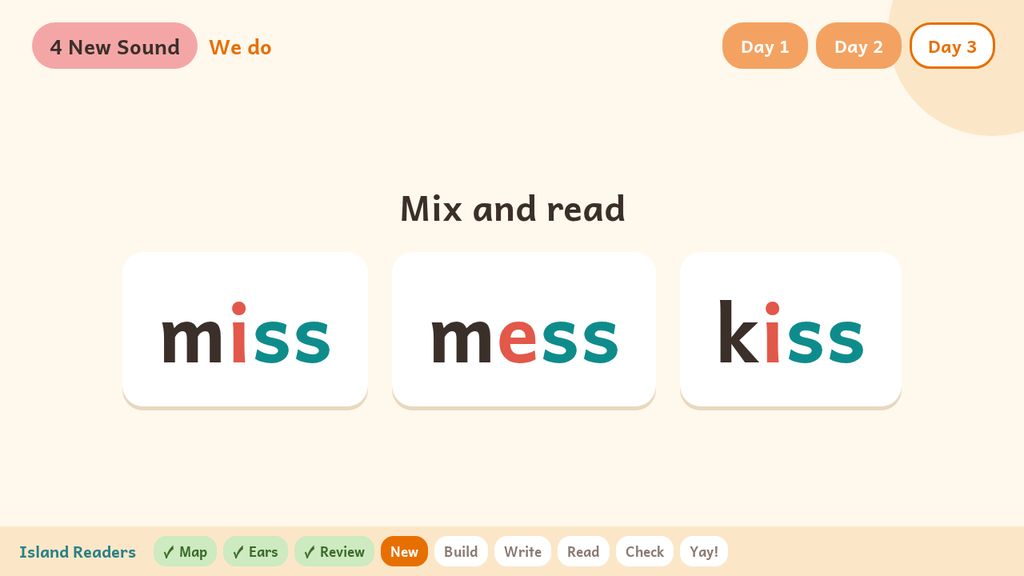 4 New Sound We do Day 1 Day 2 Day 3
Mix and read
miss mess kiss
Island Readers ✓ Map ✓ Ears ✓ Review New Build Write Read Check Yay!